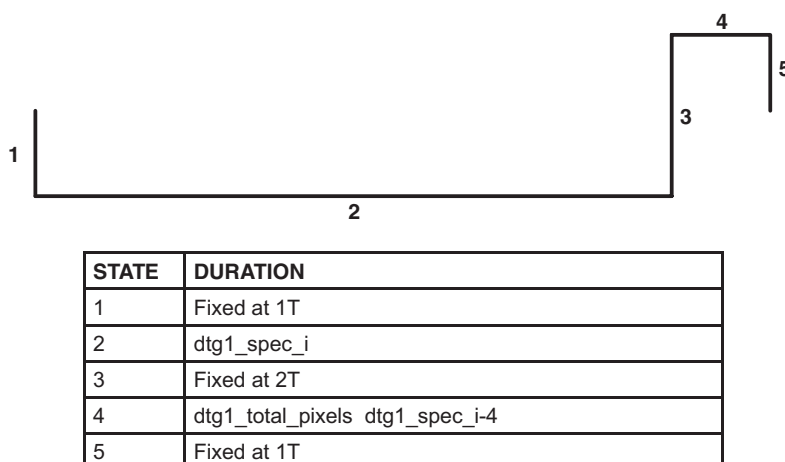 4
5
3
1
2
STATE DURATION
1 Fixed at 1T
2 dtg1_spec_i
3 Fixed at 2T
4 dtg1_total_pixels dtg1_spec_i-4
5 Fixed at 1T